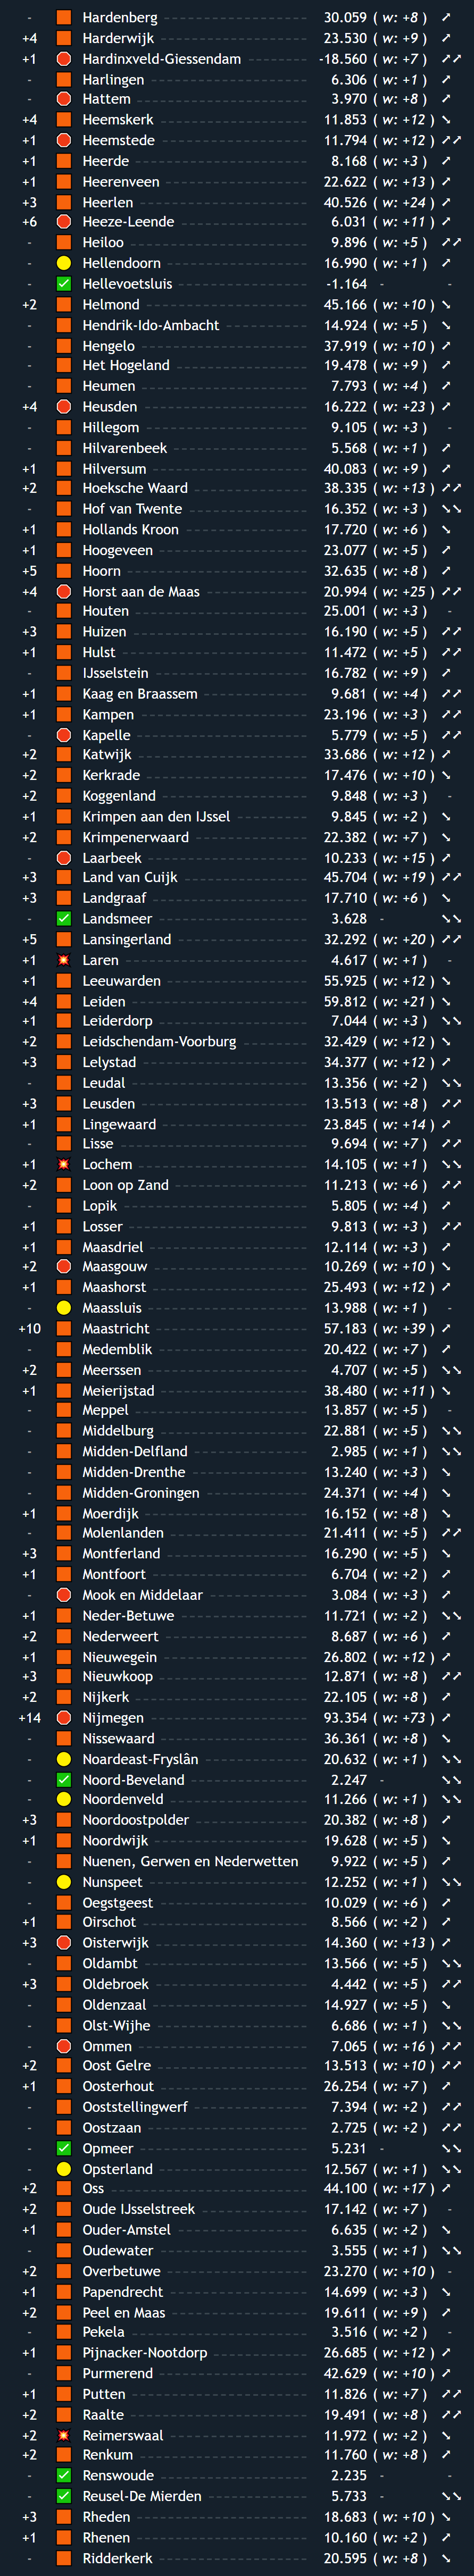 - Hardenberg 30.059 ( w: +8 ) ➚
+4 Harderwijk 23.530 ( w: +9 ) ➚
+1 Hardinxveld-Giessendam -18.560 ( w: +7 ) ➚➚
- Harlingen 6.306 ( w: +1 ) ➚
- Hattem 3.970 ( w: +8 ) ➚
+4 Heemskerk 11.853 ( w: +12 ) ➘
+1 Heemstede 11.794 ( w: +12 ) ➚➚
+1 Heerde 8.168 ( w: +3 ) ➚
+1 Heerenveen 22.622 ( w: +13 ) ➚
+3 Heerlen 40.526 ( w: +24 ) ➚
+6 Heeze-Leende 6.031 ( w: +11 ) ➚
- Heiloo 9.896 ( w: +5 ) ➚➚
- Hellendoorn 16.990 ( w: +1 ) ➚
- Hellevoetsluis -1.164 - -
+2 Helmond 45.166 ( w: +10 ) ➘
- Hendrik-Ido-Ambacht 14.924 ( w: +5 ) ➘
- Hengelo 37.919 ( w: +10 ) ➚
- Het Hogeland 19.478 ( w: +9 ) ➚
- Heumen 7.793 ( w: +4 ) ➚
+4 Heusden 16.222 ( w: +23 ) ➚
- Hillegom 9.105 ( w: +3 ) -
- Hilvarenbeek 5.568 ( w: +1 ) ➚
+1 Hilversum 40.083 ( w: +9 ) ➚
+2 Hoeksche Waard 38.335 ( w: +13 ) ➚➚
- Hof van Twente 16.352 ( w: +3 ) ➘➘
+1 Hollands Kroon 17.720 ( w: +6 ) ➘
+1 Hoogeveen 23.077 ( w: +5 ) ➚
+5 Hoorn 32.635 ( w: +8 ) ➚
+4 Horst aan de Maas 20.994 ( w: +25 ) ➚➚
- Houten 25.001 ( w: +3 ) -
+3 Huizen 16.190 ( w: +5 ) ➚➚
+1 Hulst 11.472 ( w: +5 ) ➚➚
- IJsselstein 16.782 ( w: +9 ) ➚
+1 Kaag en Braassem 9.681 ( w: +4 ) ➚➚
+1 Kampen 23.196 ( w: +3 ) ➚➚
- Kapelle 5.779 ( w: +5 ) ➚➚
+2 Katwijk 33.686 ( w: +12 ) ➚
+2 Kerkrade 17.476 ( w: +10 ) ➘
+2 Koggenland 9.848 ( w: +3 ) -
+1 Krimpen aan den IJssel 9.845 ( w: +2 ) ➘
+2 Krimpenerwaard 22.382 ( w: +7 ) ➘
- Laarbeek 10.233 ( w: +15 ) ➚
+3 Land van Cuijk 45.704 ( w: +19 ) ➚➚
+3 Landgraaf 17.710 ( w: +6 ) ➘
- Landsmeer 3.628 - ➘➘
+5 Lansingerland 32.292 ( w: +20 ) ➚➚
+1 Laren 4.617 ( w: +1 ) -
+1 Leeuwarden 55.925 ( w: +12 ) ➘
+4 Leiden 59.812 ( w: +21 ) ➘
+1 Leiderdorp 7.044 ( w: +3 ) ➘➘
+2 Leidschendam-Voorburg 32.429 ( w: +12 ) ➘
+3 Lelystad 34.377 ( w: +12 ) ➚
- Leudal 13.356 ( w: +2 ) ➘➘
+3 Leusden 13.513 ( w: +8 ) ➚➚
+1 Lingewaard 23.845 ( w: +14 ) ➚
- Lisse 9.694 ( w: +7 ) ➚➚
+1 Lochem 14.105 ( w: +1 ) ➘➘
+2 Loon op Zand 11.213 ( w: +6 ) ➚➚
- Lopik 5.805 ( w: +4 ) ➚
+1 Losser 9.813 ( w: +3 ) ➚➚
+1 Maasdriel 12.114 ( w: +3 ) ➚
+2 Maasgouw 10.269 ( w: +10 ) ➘
+1 Maashorst 25.493 ( w: +12 ) ➚
- Maassluis 13.988 ( w: +1 ) -
+10 Maastricht 57.183 ( w: +39 ) ➚
- Medemblik 20.422 ( w: +7 ) ➚
+2 Meerssen 4.707 ( w: +5 ) ➘➘
+1 Meierijstad 38.480 ( w: +11 ) ➘
- Meppel 13.857 ( w: +5 ) -
- Middelburg 22.881 ( w: +5 ) ➘➘
- Midden-Delfland 2.985 ( w: +1 ) ➘➘
- Midden-Drenthe 13.240 ( w: +3 ) ➘
- Midden-Groningen 24.371 ( w: +4 ) ➘
+1 Moerdijk 16.152 ( w: +8 ) ➘
- Molenlanden 21.411 ( w: +5 ) ➚➚
+3 Montferland 16.290 ( w: +5 ) ➘
+1 Montfoort 6.704 ( w: +2 ) ➚
- Mook en Middelaar 3.084 ( w: +3 ) ➚
+1 Neder-Betuwe 11.721 ( w: +2 ) ➘➘
+2 Nederweert 8.687 ( w: +6 ) ➚
+1 Nieuwegein 26.802 ( w: +12 ) ➚
+3 Nieuwkoop 12.871 ( w: +8 ) ➚➚
+2 Nijkerk 22.105 ( w: +8 ) ➚
+14 Nijmegen 93.354 ( w: +73 ) ➚
- Nissewaard 36.361 ( w: +8 ) ➘
- Noardeast-Fryslân 20.632 ( w: +1 ) ➘➘
- Noord-Beveland 2.247 - ➘➘
- Noordenveld 11.266 ( w: +1 ) ➘➘
+3 Noordoostpolder 20.382 ( w: +8 ) ➚
+1 Noordwijk 19.628 ( w: +5 ) ➘
- Nuenen, Gerwen en Nederwetten 9.922 ( w: +5 ) ➚
- Nunspeet 12.252 ( w: +1 ) ➘➘
- Oegstgeest 10.029 ( w: +6 ) ➚
+1 Oirschot 8.566 ( w: +2 ) ➚
+3 Oisterwijk 14.360 ( w: +13 ) ➚
- Oldambt 13.566 ( w: +5 ) ➘➘
+3 Oldebroek 4.442 ( w: +5 ) ➚➚
- Oldenzaal 14.927 ( w: +5 ) ➘
- Olst-Wijhe 6.686 ( w: +1 ) ➘➘
- Ommen 7.065 ( w: +16 ) ➚➚
+2 Oost Gelre 13.513 ( w: +10 ) ➚➚
+1 Oosterhout 26.254 ( w: +7 ) ➚
- Ooststellingwerf 7.394 ( w: +2 ) ➚➚
- Oostzaan 2.725 ( w: +2 ) ➚➚
- Opmeer 5.231 - ➘➘
- Opsterland 12.567 ( w: +1 ) ➘➘
+2 Oss 44.100 ( w: +17 ) ➚
+2 Oude IJsselstreek 17.142 ( w: +7 ) -
+1 Ouder-Amstel 6.635 ( w: +2 ) ➘
- Oudewater 3.555 ( w: +1 ) ➘➘
+2 Overbetuwe 23.270 ( w: +10 ) -
+1 Papendrecht 14.699 ( w: +3 ) ➘
+2 Peel en Maas 19.611 ( w: +9 ) ➚
- Pekela 3.516 ( w: +2 ) -
+1 Pijnacker-Nootdorp 26.685 ( w: +12 ) ➚
- Purmerend 42.629 ( w: +10 ) ➚
+1 Putten 11.826 ( w: +7 ) ➚➚
+2 Raalte 19.491 ( w: +8 ) ➚➚
+2 Reimerswaal 11.972 ( w: +2 ) ➘
+2 Renkum 11.760 ( w: +8 ) ➚
- Renswoude 2.235 - -
- Reusel-De Mierden 5.733 - ➘➘
+3 Rheden 18.683 ( w: +10 ) ➘
+1 Rhenen 10.160 ( w: +2 ) ➚
- Ridderkerk 20.595 ( w: +8 ) ➘